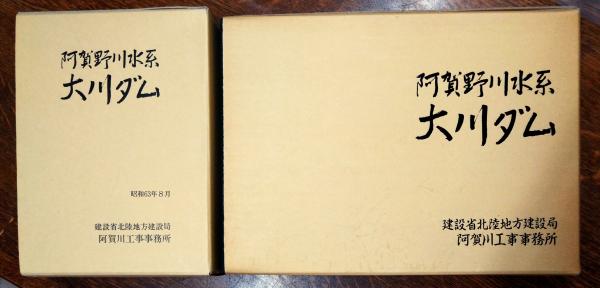 阿賀野川水系
大川ダム
昭和63年8月
建設省北陸地方建設局
阿賀川工事事務所
阿賀野川水系
大川ダム
建設省北陸地方建設局
阿賀川工事事務所